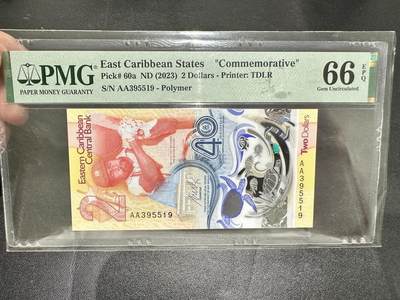 PMG
PAPER MONEY GUARANTY
East Caribbean States "Commemorative"
Pick# 60a ND (2023) 2 Dollars - Printer: TDLR
S/N AA395519 - Polymer
66 EPQ
Gem Uncirculated
Eastern Caribbean
Central Bank
2
AA395519
40
Two Dollars
AA395519